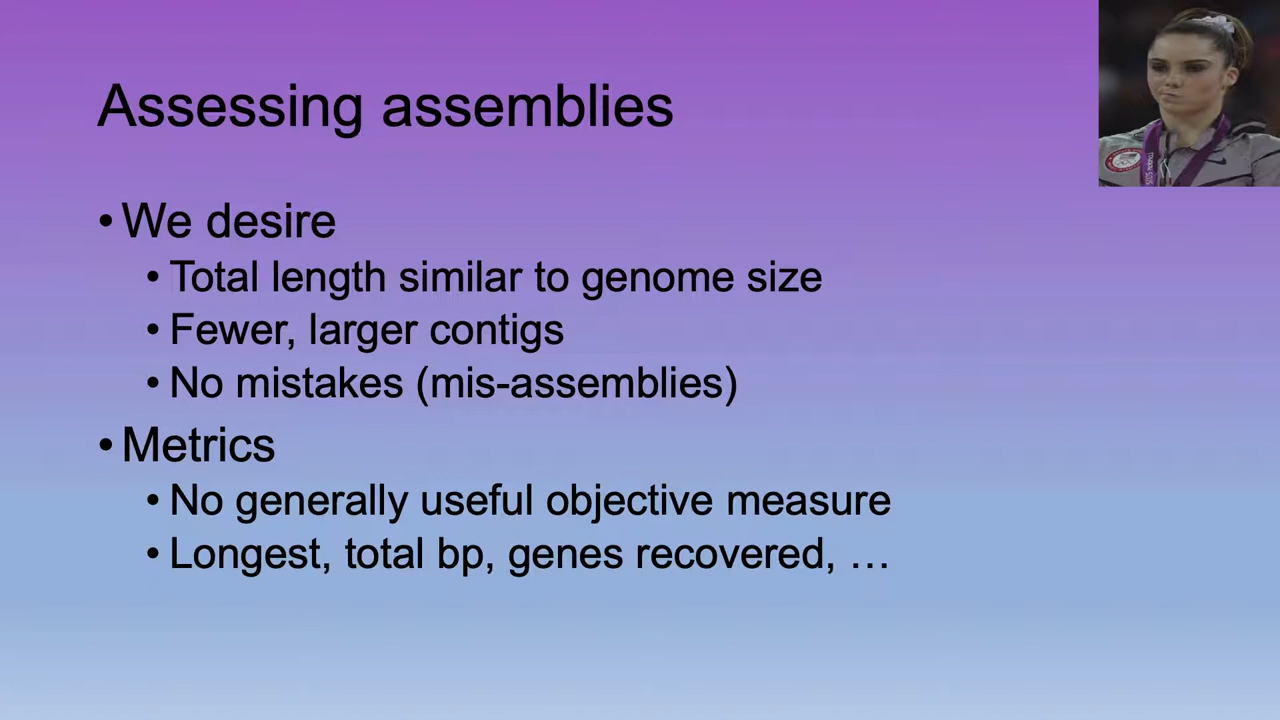 Assessing assemblies
• We desire
• Total length similar to genome size
• Fewer, larger contigs
• No mistakes (mis-assemblies)
• Metrics
• No generally useful objective measure
• Longest, total bp, genes recovered, …